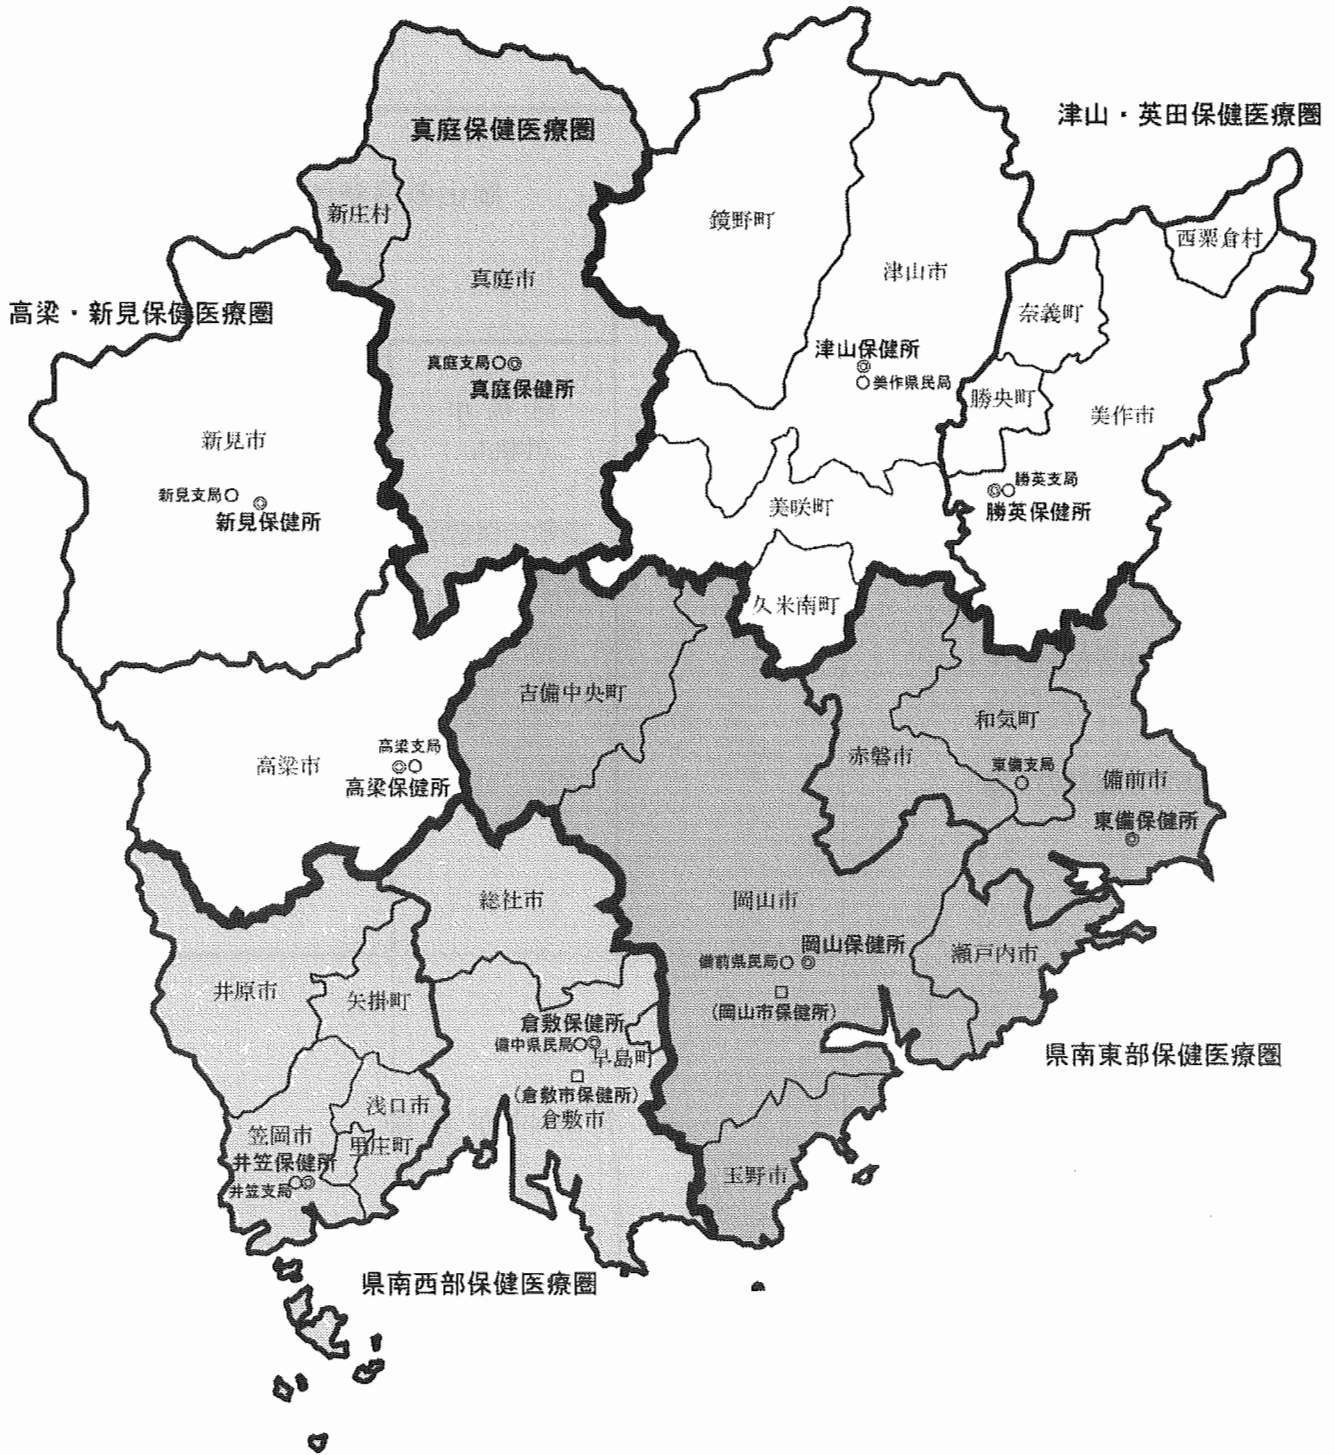 真庭保健医療圏
津山・英田保健医療圏
新庄村
鏡野町
西粟倉村
真庭市
津山市
高梁・新見保健医療圏
奈義町
津山保健所
真庭支局
真庭保健所
美作県民局
勝央町
美作市
新見市
新見支局
新見保健所
勝英支局
勝英保健所
美咲町
久米南町
吉備中央町
和気町
高梁支局
高梁市
高梁保健所
赤磐市
東備支局
備前市
東備保健所
総社市
岡山市
岡山保健所
備前県民局
瀬戸内市
井原市
矢掛町
(岡山市保健所)
倉敷保健所
備中県民局
早島町
県南東部保健医療圏
(倉敷市保健所)
倉敷市
浅口市
笠岡市
里庄町
井笠保健所
井笠支局
玉野市
県南西部保健医療圏